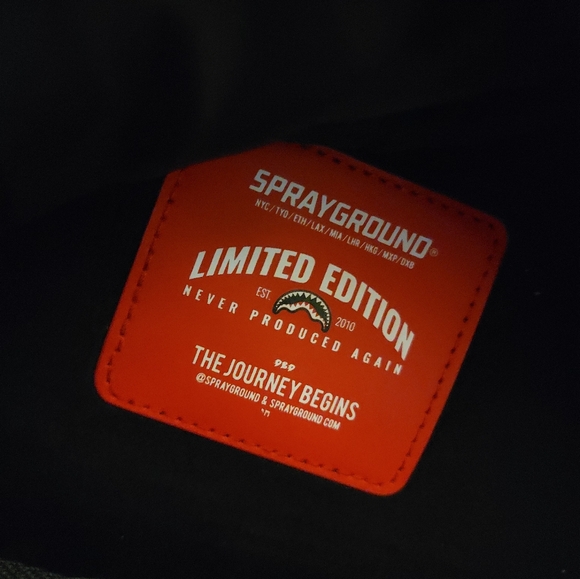 SPRAYGROUND®
NYC/TYO/ETH/LAX/MIA/LHR/HKG/MXP/DXB
LIMITED EDITION
EST. 2010
NEVER PRODUCED AGAIN
THE JOURNEY BEGINS
@SPRAYGROUND & SPRAYGROUND.COM